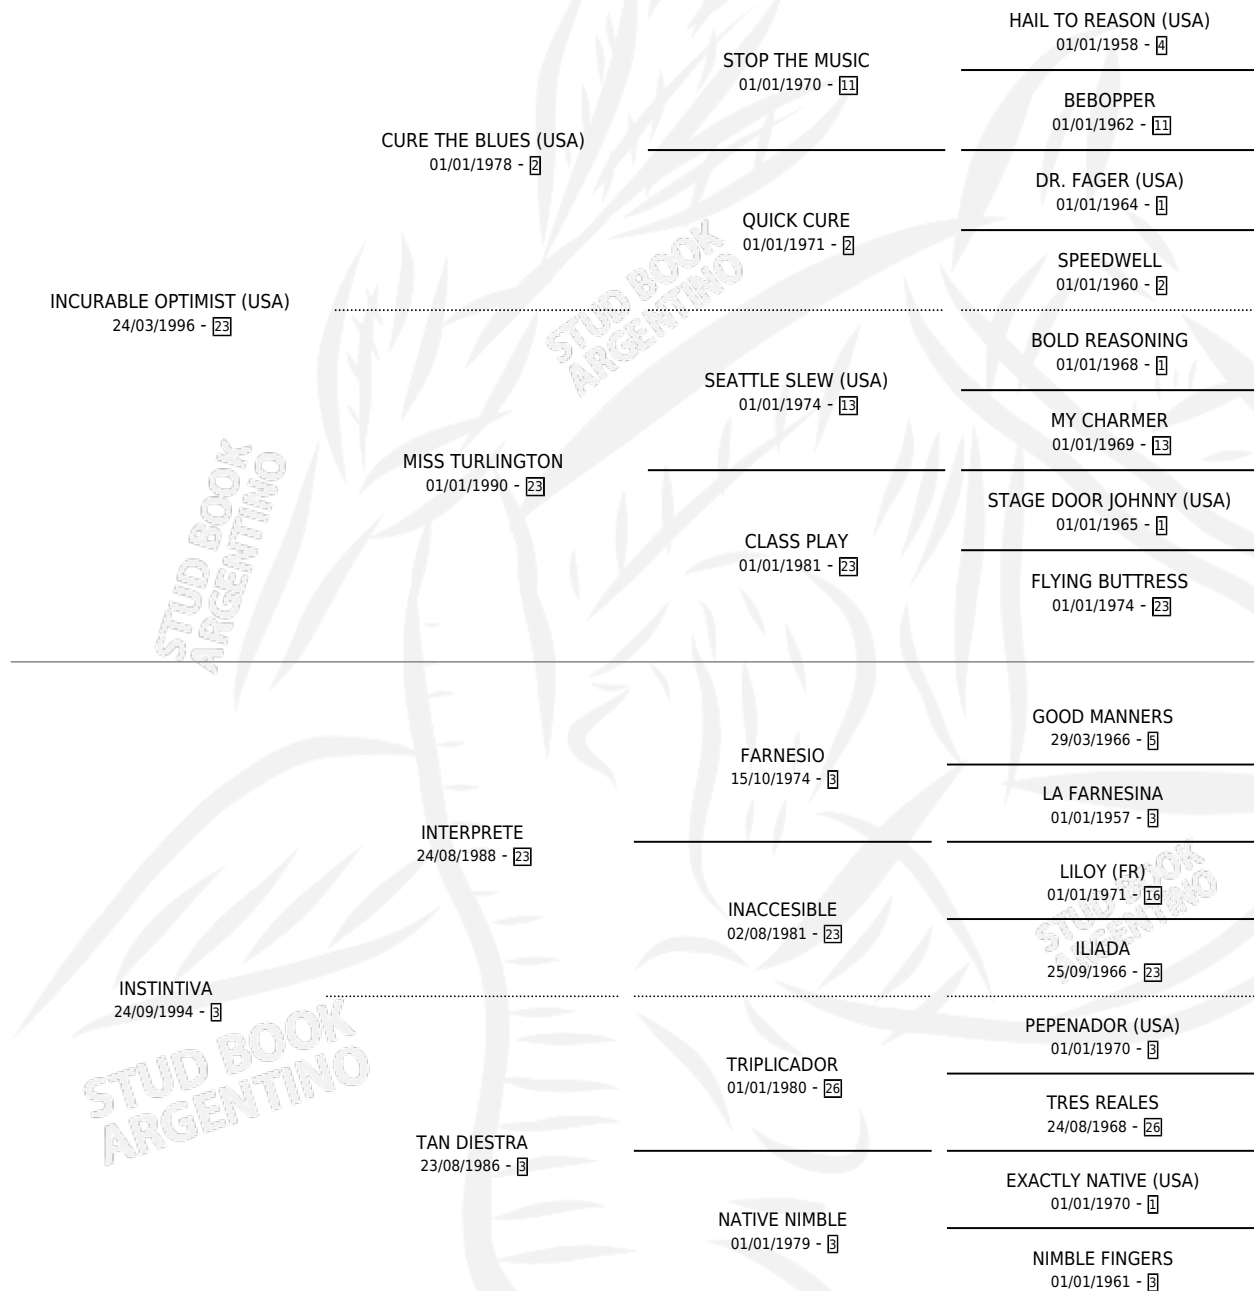 HAIL TO REASON (USA)
01/01/1958 - 4
STOP THE MUSIC
01/01/1970 - 11
BEBOPPER
01/01/1962 - 11
CURE THE BLUES (USA)
01/01/1978 - 2
DR. FAGER (USA)
01/01/1964 - 1
QUICK CURE
01/01/1971 - 2
SPEEDWELL
01/01/1960 - 2
INCURABLE OPTIMIST (USA)
24/03/1996 - 23
BOLD REASONING
01/01/1968 - 1
SEATTLE SLEW (USA)
01/01/1974 - 13
MY CHARMER
01/01/1969 - 13
MISS TURLINGTON
01/01/1990 - 23
STAGE DOOR JOHNNY (USA)
01/01/1965 - 1
CLASS PLAY
01/01/1981 - 23
FLYING BUTTRESS
01/01/1974 - 23
GOOD MANNERS
29/03/1966 - 5
FARNESIO
15/10/1974 - 3
LA FARNESINA
01/01/1957 - 3
INTERPRETE
24/08/1988 - 23
LILOY (FR)
01/01/1971 - 16
INACCESIBLE
02/08/1981 - 23
ILIADA
25/09/1966 - 23
INSTINTIVA
24/09/1994 - 3
PEPENADOR (USA)
01/01/1970 - 3
TRIPLICADOR
01/01/1980 - 26
TRES REALES
24/08/1968 - 26
TAN DIESTRA
23/08/1986 - 3
EXACTLY NATIVE (USA)
01/01/1970 - 1
NATIVE NIMBLE
01/01/1979 - 3
NIMBLE FINGERS
01/01/1961 - 3
STUD BOOK
ARGENTINO
STUD BOOK
ARGENTINO
STUD BOOK
ARGENTINO
STUD BOOK
ARGENTINO